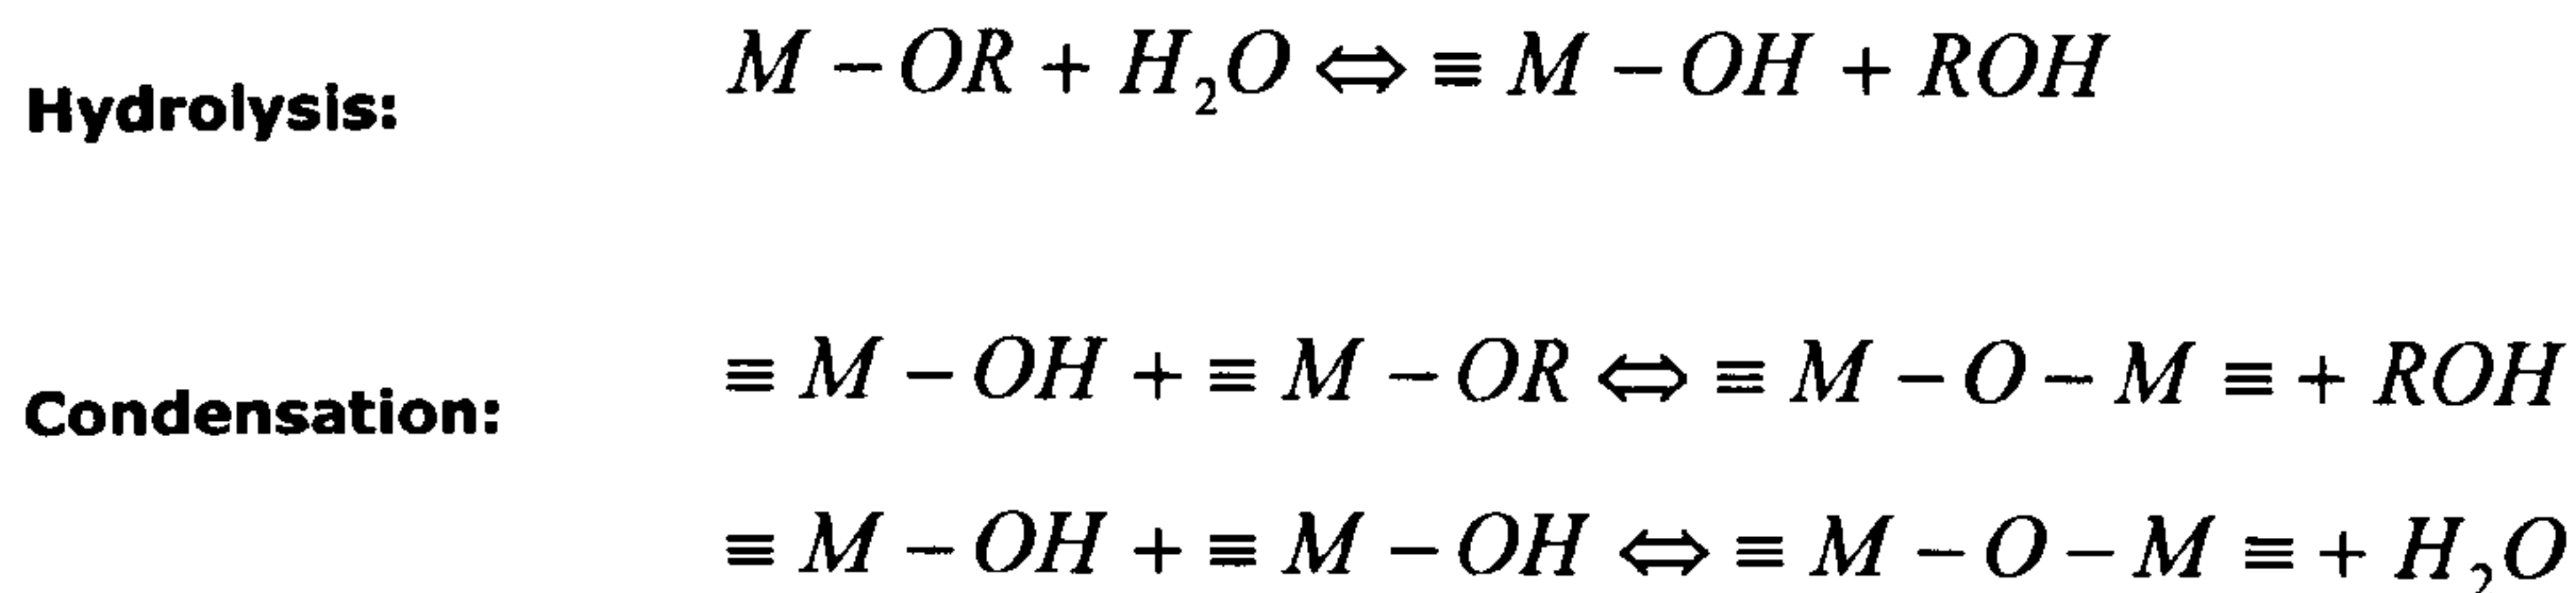 Hydrolysis: M – OR + H₂O ⇔ ≡ M – OH + ROH
Condensation: ≡ M – OH + ≡ M – OR ⇔ ≡ M – O – M ≡ + ROH
≡ M – OH + ≡ M – OH ⇔ ≡ M – O – M ≡ + H₂O